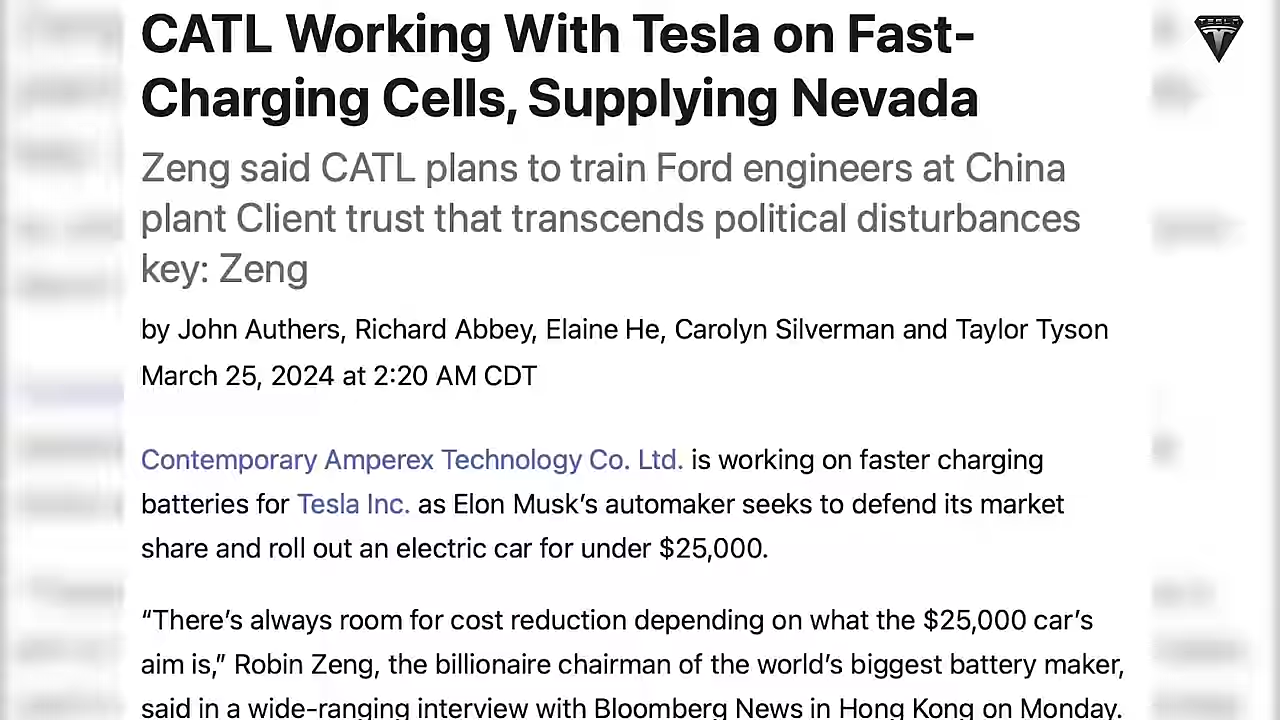 CATL Working With Tesla on Fast-
Charging Cells, Supplying Nevada
Zeng said CATL plans to train Ford engineers at China
plant Client trust that transcends political disturbances
key: Zeng
by John Authers, Richard Abbey, Elaine He, Carolyn Silverman and Taylor Tyson
March 25, 2024 at 2:20 AM CDT
Contemporary Amperex Technology Co. Ltd. is working on faster charging
batteries for Tesla Inc. as Elon Musk’s automaker seeks to defend its market
share and roll out an electric car for under $25,000.
“There’s always room for cost reduction depending on what the $25,000 car’s
aim is,” Robin Zeng, the billionaire chairman of the world’s biggest battery maker,
said in a wide-ranging interview with Bloomberg News in Hong Kong on Monday.
TESLA